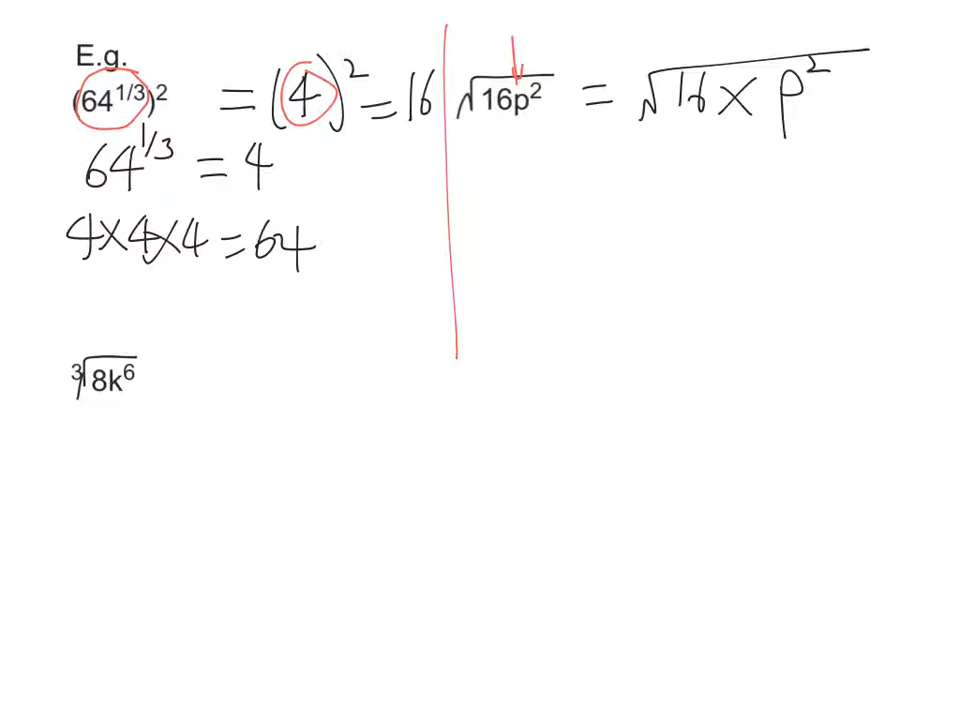 E.g.
(64^1/3)^2 = (4)^2 = 16
64^1/3 = 4
4×4×4 = 64
√16p^2 = √16 × p^2
³√8k^6